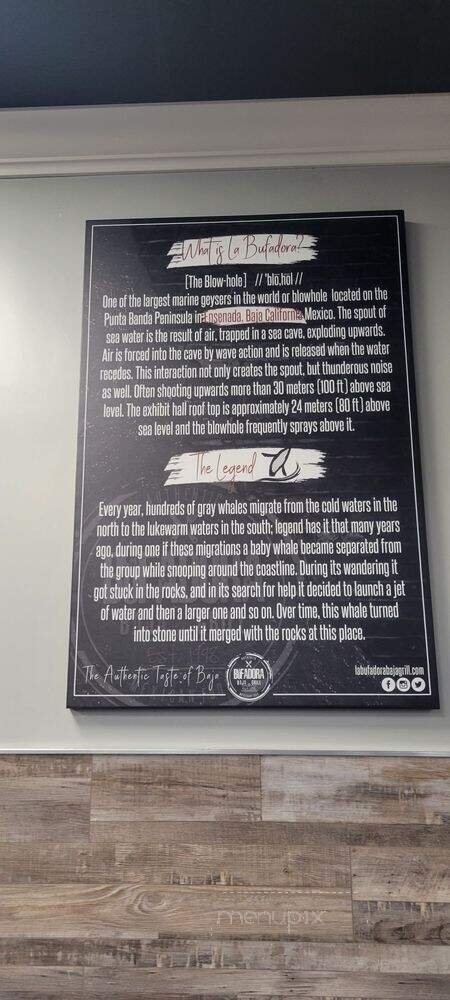 What is La Bufadora?
[The Blow-hole] // 'blō,hōl //
One of the largest marine geysers in the world or blowhole located on the
Punta Banda Peninsula in Ensenada, Baja California, Mexico. The spout of
sea water is the result of air, trapped in a sea cave, exploding upwards.
Air is forced into the cave by wave action and is released when the water
recedes. This interaction not only creates the spout, but thunderous noise
as well. Often shooting upwards more than 30 meters (100 ft) above sea
level. The exhibit hall roof top is approximately 24 meters (80 ft) above
sea level and the blowhole frequently sprays above it.
The Legend
Every year, hundreds of gray whales migrate from the cold waters in the
north to the lukewarm waters in the south; legend has it that many years
ago, during one if these migrations a baby whale became separated from
the group while snooping around the coastline. During its wandering it
got stuck in the rocks, and in its search for help it decided to launch a jet
of water and then a larger one and so on. Over time, this whale turned
into stone until it merged with the rocks at this place.
The Authentic Taste of Baja
BUFADORA
BAJA GRILL
labufadorabajagrill.com
menupix